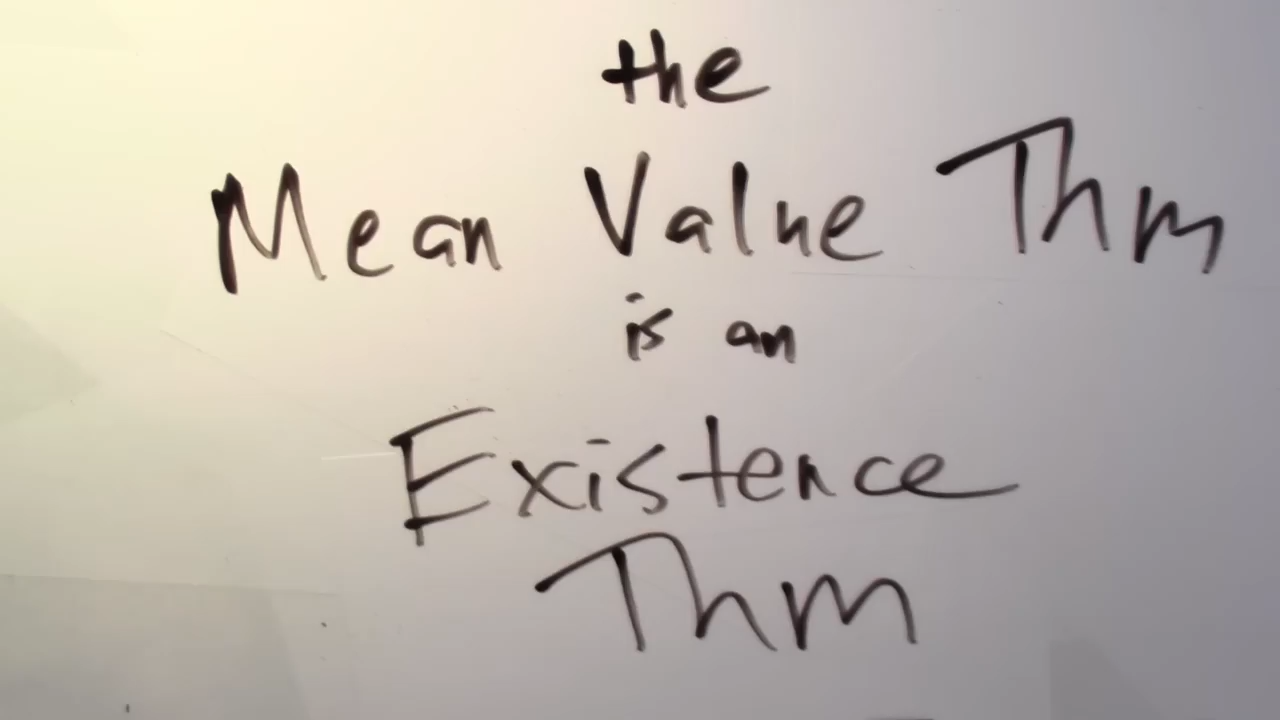 the
Mean Value Thm
is an
Existence
Thm